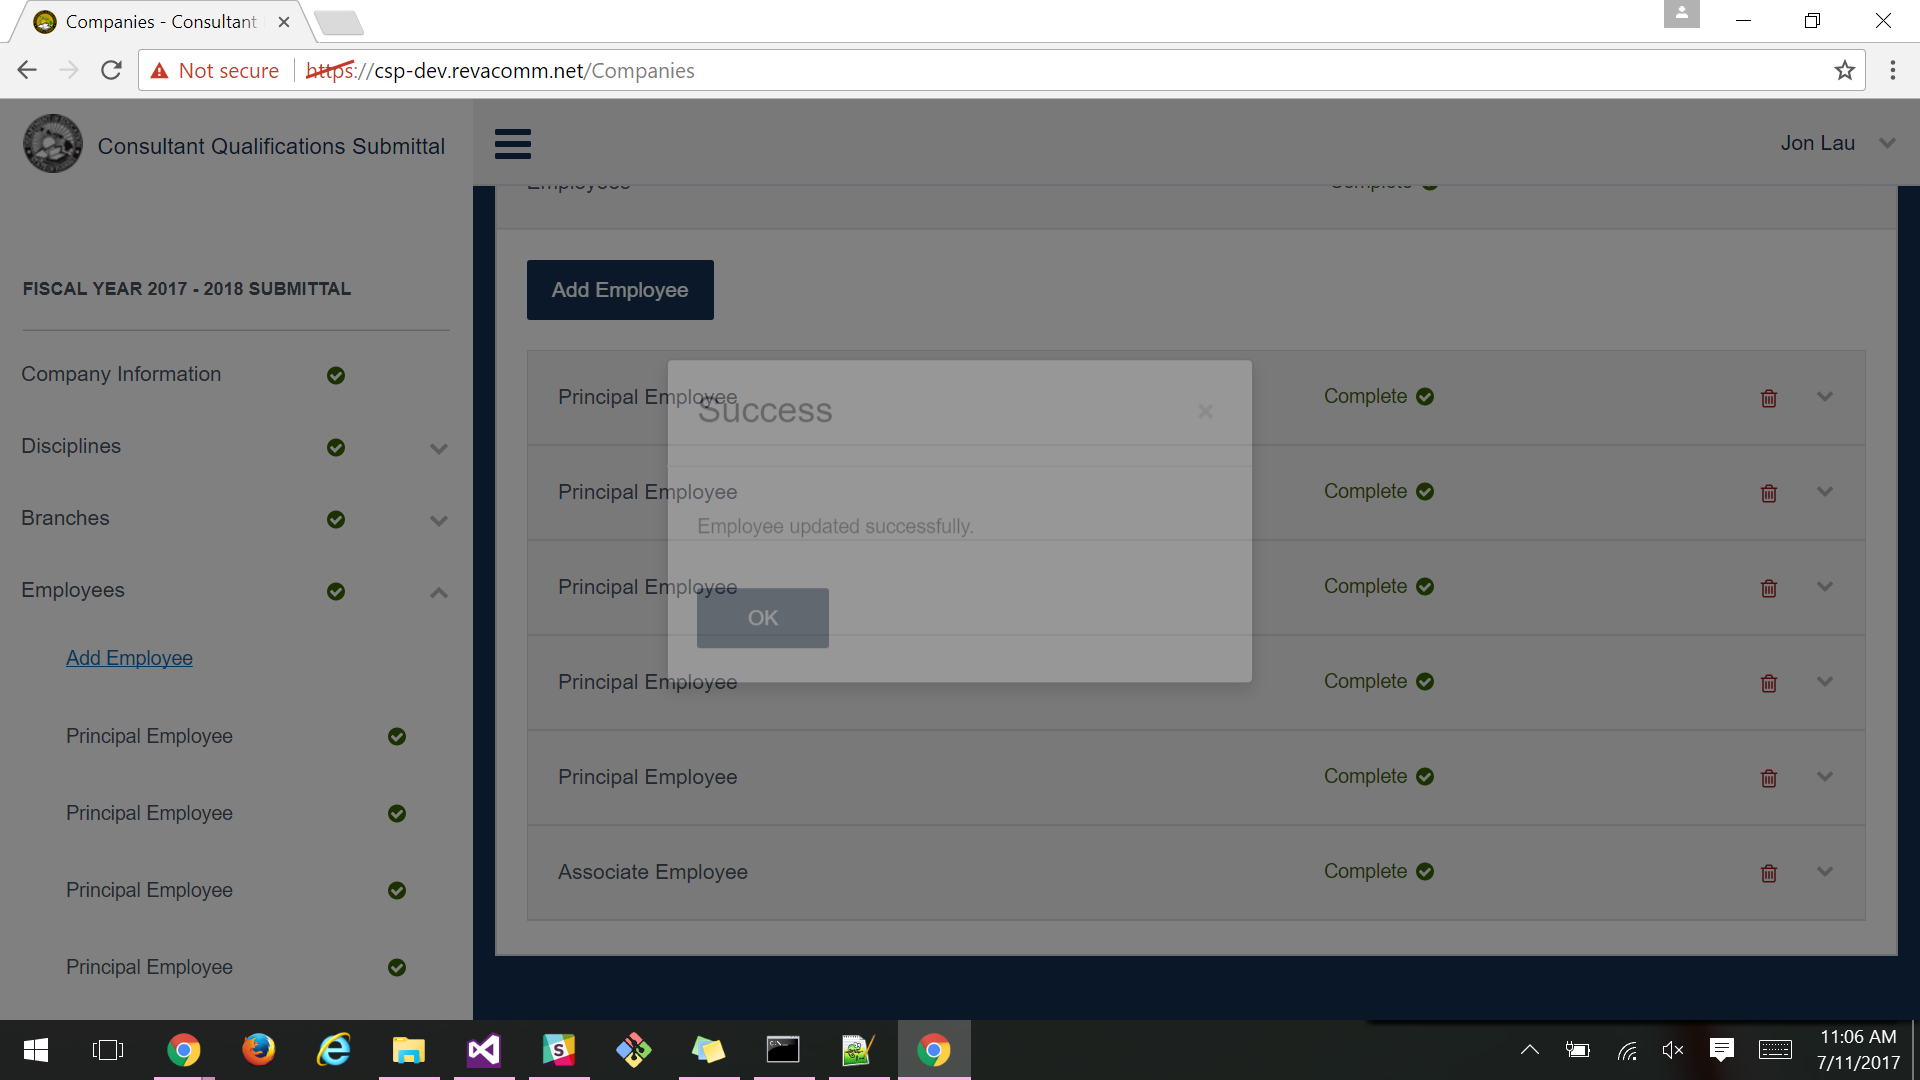 Companies - Consultant
Not secure
https://csp-dev.revacomm.net/Companies
Consultant Qualifications Submittal
Jon Lau
Employees
Complete
FISCAL YEAR 2017 - 2018 SUBMITTAL
Add Employee
Company Information
Principal Employee
Complete
Success
×
Disciplines
Principal Employee
Complete
Branches
Employee updated successfully.
Employees
Principal Employee
Complete
OK
Add Employee
Principal Employee
Complete
Principal Employee
Principal Employee
Complete
Principal Employee
Associate Employee
Complete
Principal Employee
Principal Employee
11:06 AM
7/11/2017